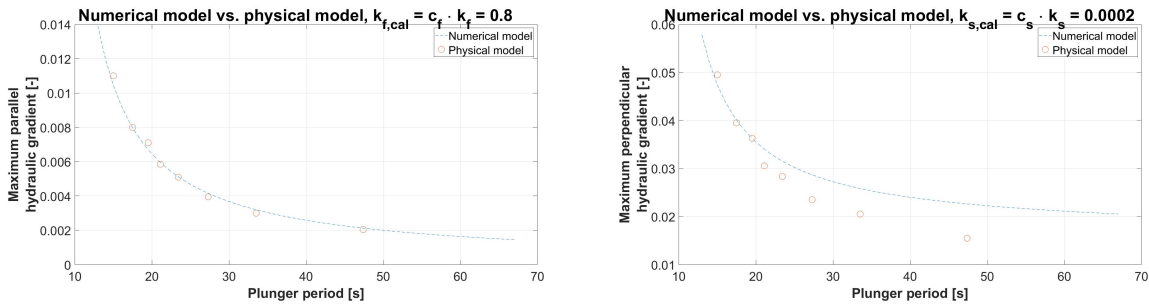 Numerical model vs. physical model, k_f,cal = c_f · k_f = 0.8
0.014
0.012
0.01
0.008
0.006
0.004
0.002
0
Maximum parallel
hydraulic gradient [-]
Numerical model
Physical model
10 20 30 40 50 60 70
Plunger period [s]
Numerical model vs. physical model, k_s,cal = c_s · k_s = 0.0002
0.06
0.05
0.04
0.03
0.02
0.01
Maximum perpendicular
hydraulic gradient [-]
Numerical model
Physical model
10 20 30 40 50 60 70
Plunger period [s]